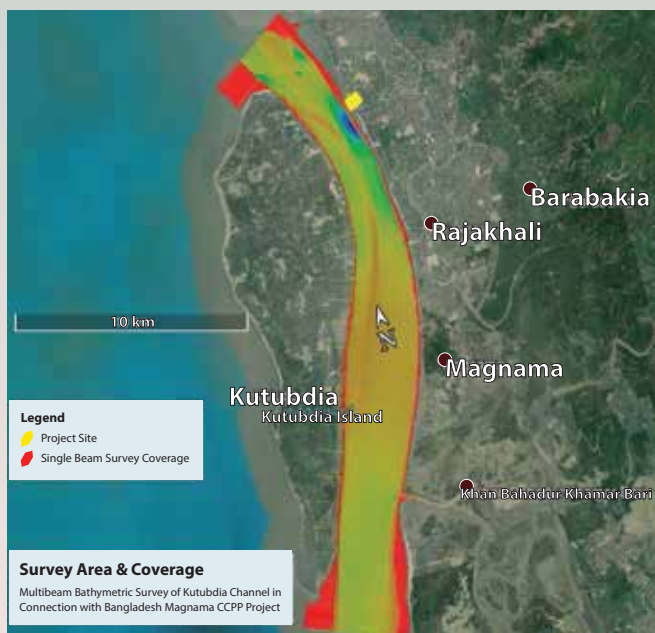 Barabakia
Rajakhali
10 km
Magnama
Kutubdia
Kutubdia Island
Legend
Project Site
Single Beam Survey Coverage
Khan Bahadur Khamar Bari
Survey Area & Coverage
Multibeam Bathymetric Survey of Kutubdia Channel in
Connection with Bangladesh Magnama CCPP Project